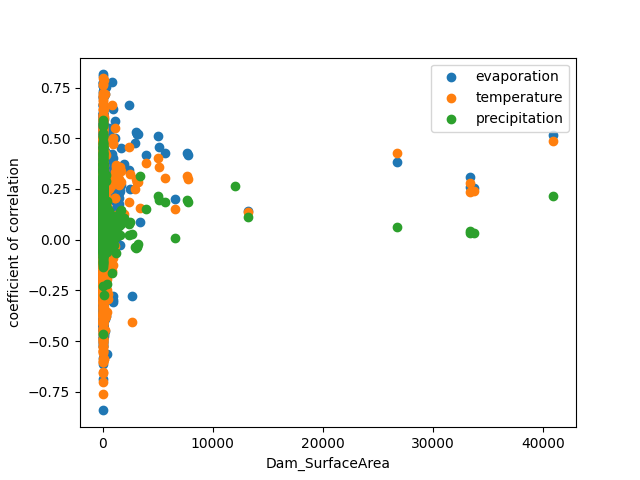 evaporation
temperature
precipitation
0.75
0.50
0.25
0.00
−0.25
−0.50
−0.75
coefficient of correlation
0
10000
20000
30000
40000
Dam_SurfaceArea